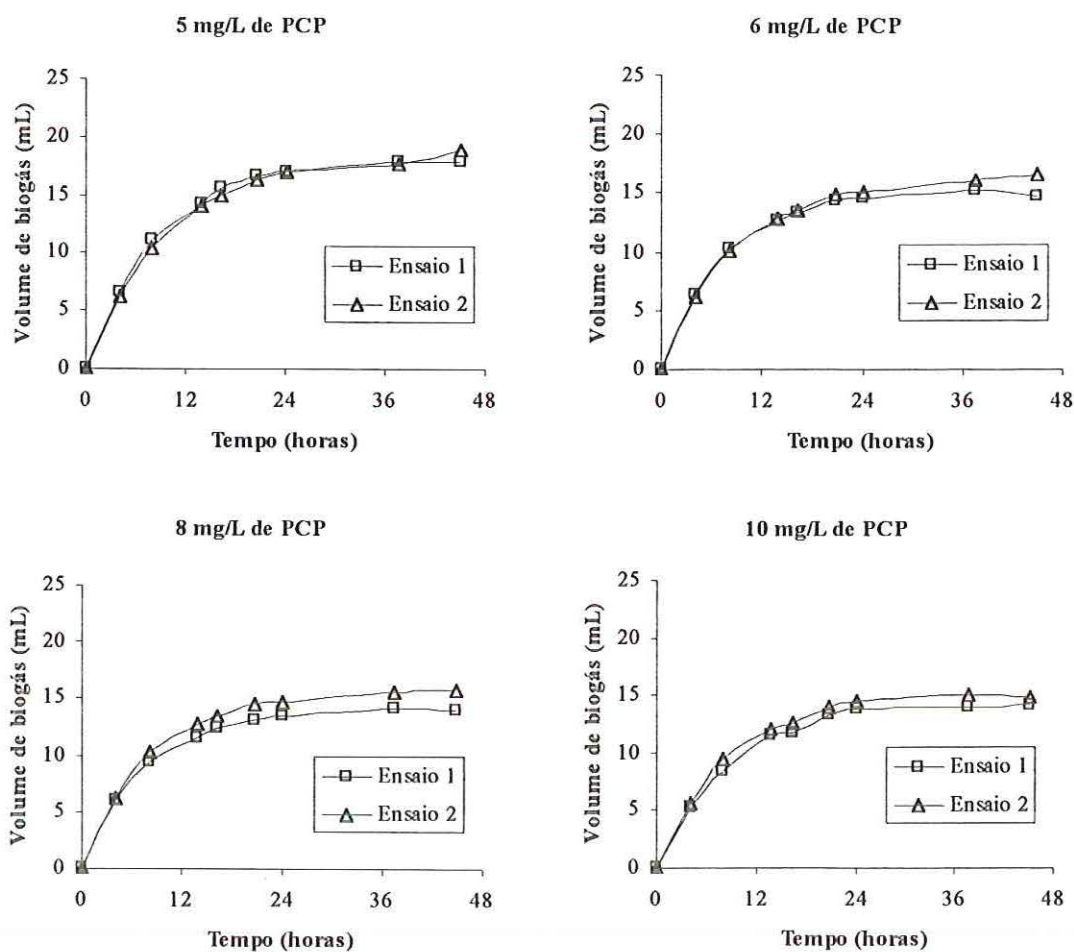 5 mg/L de PCP
Volume de biogás (mL)
25
20
15
10
5
0
Ensaio 1
Ensaio 2
0 12 24 36 48
Tempo (horas)
6 mg/L de PCP
Volume de biogás (mL)
25
20
15
10
5
0
Ensaio 1
Ensaio 2
0 12 24 36 48
Tempo (horas)
8 mg/L de PCP
Volume de biogás (mL)
25
20
15
10
5
0
Ensaio 1
Ensaio 2
0 12 24 36 48
Tempo (horas)
10 mg/L de PCP
Volume de biogás (mL)
25
20
15
10
5
0
Ensaio 1
Ensaio 2
0 12 24 36 48
Tempo (horas)